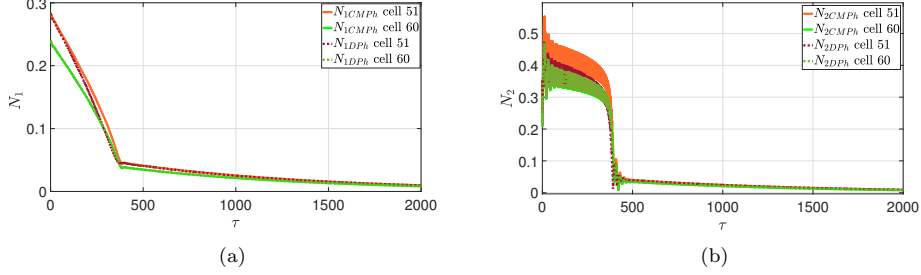 0.3
0.2
0.1
0
N1
0
500
1000
1500
2000
τ
N1CMPh cell 51
N1CMPh cell 60
N1DPh cell 51
N1DPh cell 60
(a)
0.5
0.4
0.3
0.2
0.1
0
N2
0
500
1000
1500
2000
τ
N2CMPh cell 51
N2CMPh cell 60
N2DPh cell 51
N2DPh cell 60
(b)